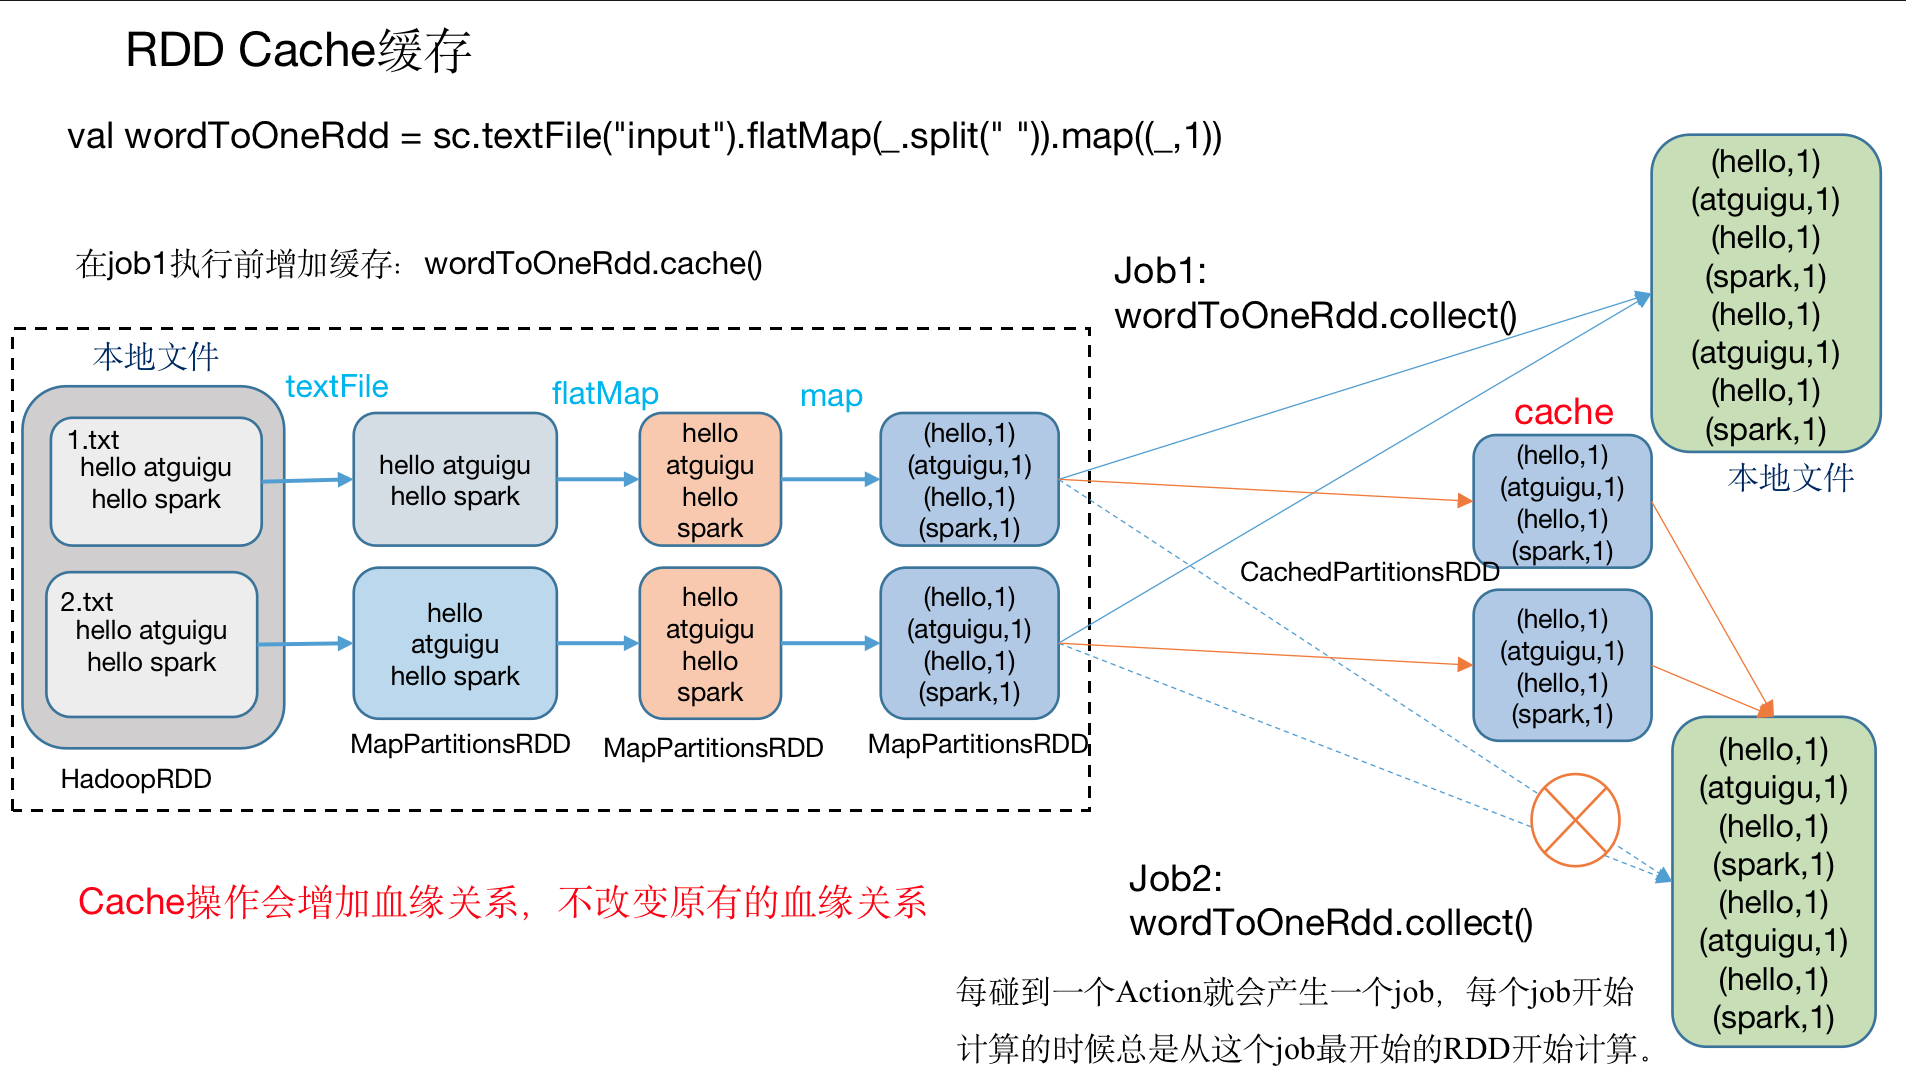 RDD Cache缓存
val wordToOneRdd = sc.textFile("input").flatMap(_.split(" ")).map((_,1))
在job1执行前增加缓存：wordToOneRdd.cache()
本地文件
1.txt
hello atguigu
hello spark
2.txt
hello atguigu
hello spark
HadoopRDD
textFile
hello atguigu
hello spark
hello
atguigu
hello spark
MapPartitionsRDD
flatMap
hello
atguigu
hello
spark
hello
atguigu
hello
spark
MapPartitionsRDD
map
(hello,1)
(atguigu,1)
(hello,1)
(spark,1)
(hello,1)
(atguigu,1)
(hello,1)
(spark,1)
MapPartitionsRDD
Job1:
wordToOneRdd.collect()
(hello,1)
(atguigu,1)
(hello,1)
(spark,1)
(hello,1)
(atguigu,1)
(hello,1)
(spark,1)
本地文件
cache
(hello,1)
(atguigu,1)
(hello,1)
(spark,1)
CachedPartitionsRDD
(hello,1)
(atguigu,1)
(hello,1)
(spark,1)
(hello,1)
(atguigu,1)
(hello,1)
(spark,1)
(hello,1)
(atguigu,1)
(hello,1)
(spark,1)
Cache操作会增加血缘关系，不改变原有的血缘关系
Job2:
wordToOneRdd.collect()
每碰到一个Action就会产生一个job，每个job开始
计算的时候总是从这个job最开始的RDD开始计算。